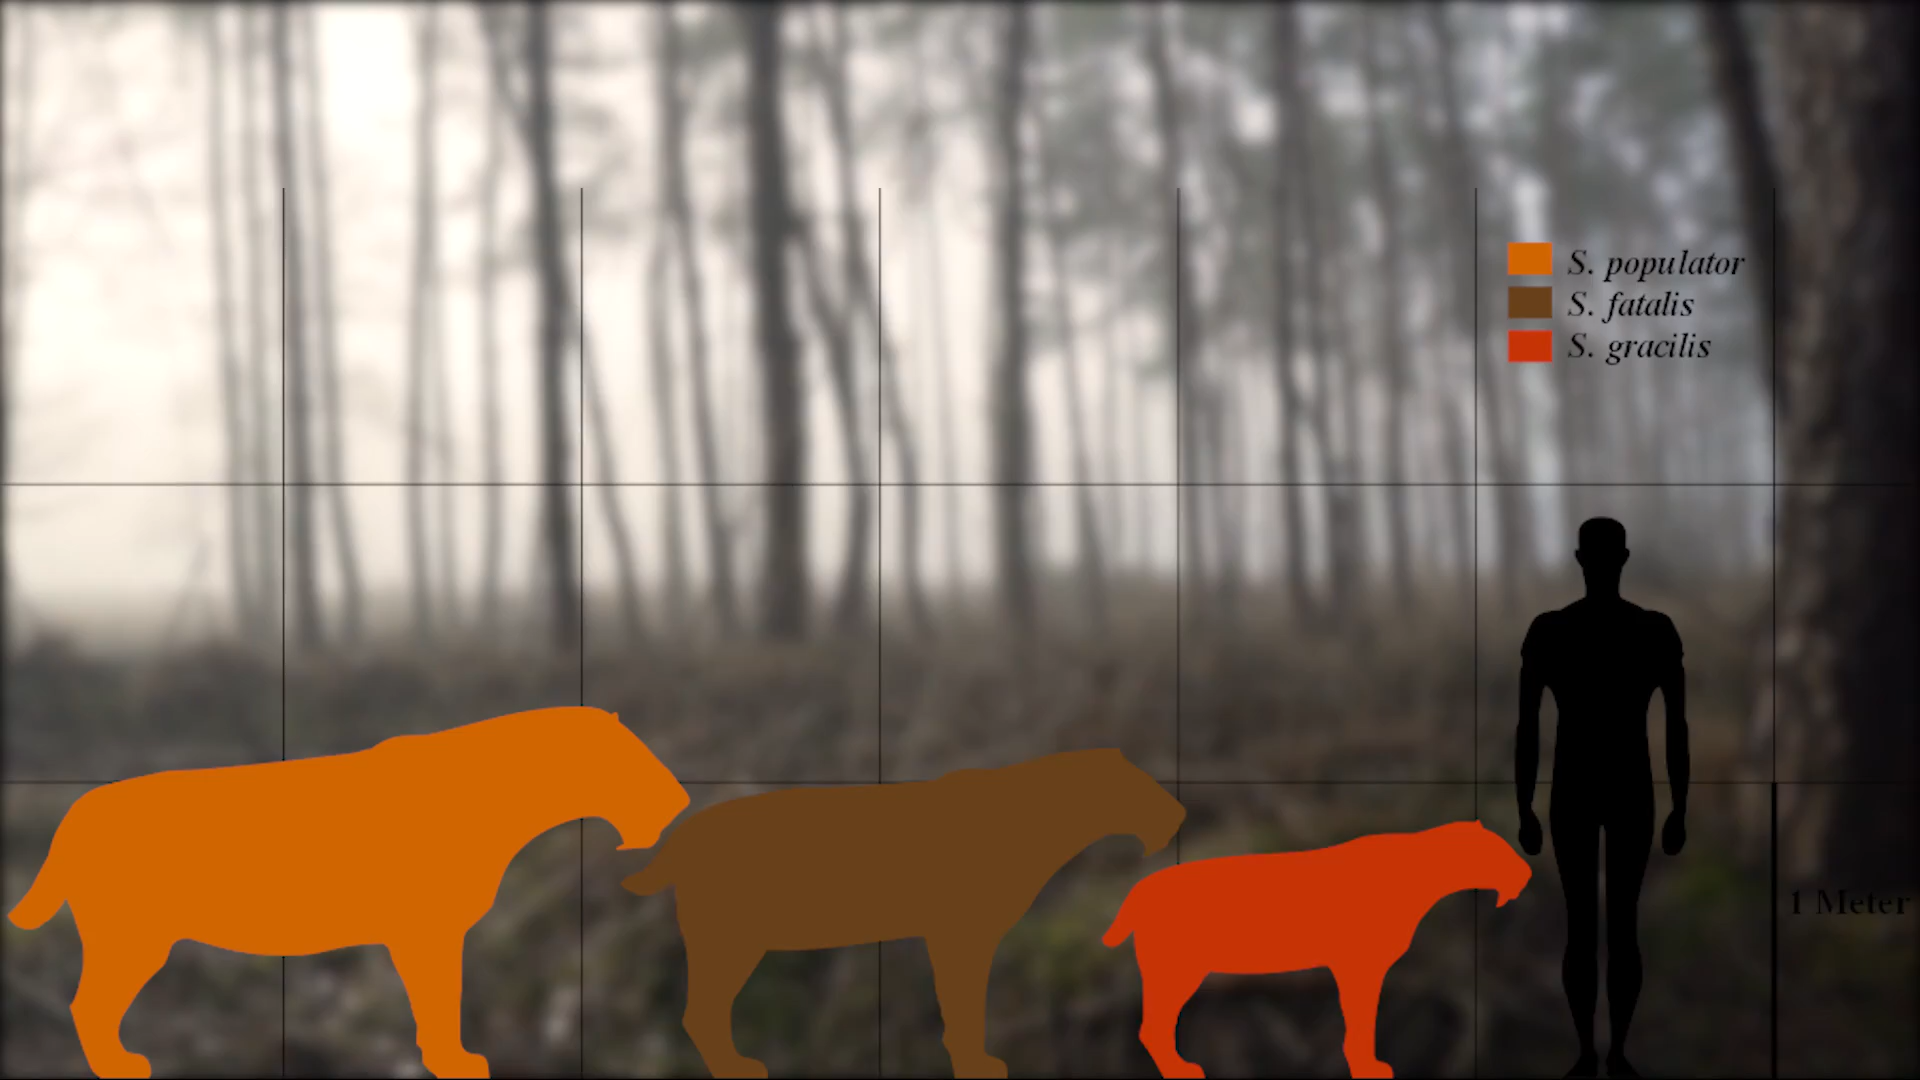 S. populator
S. fatalis
S. gracilis
1 Meter